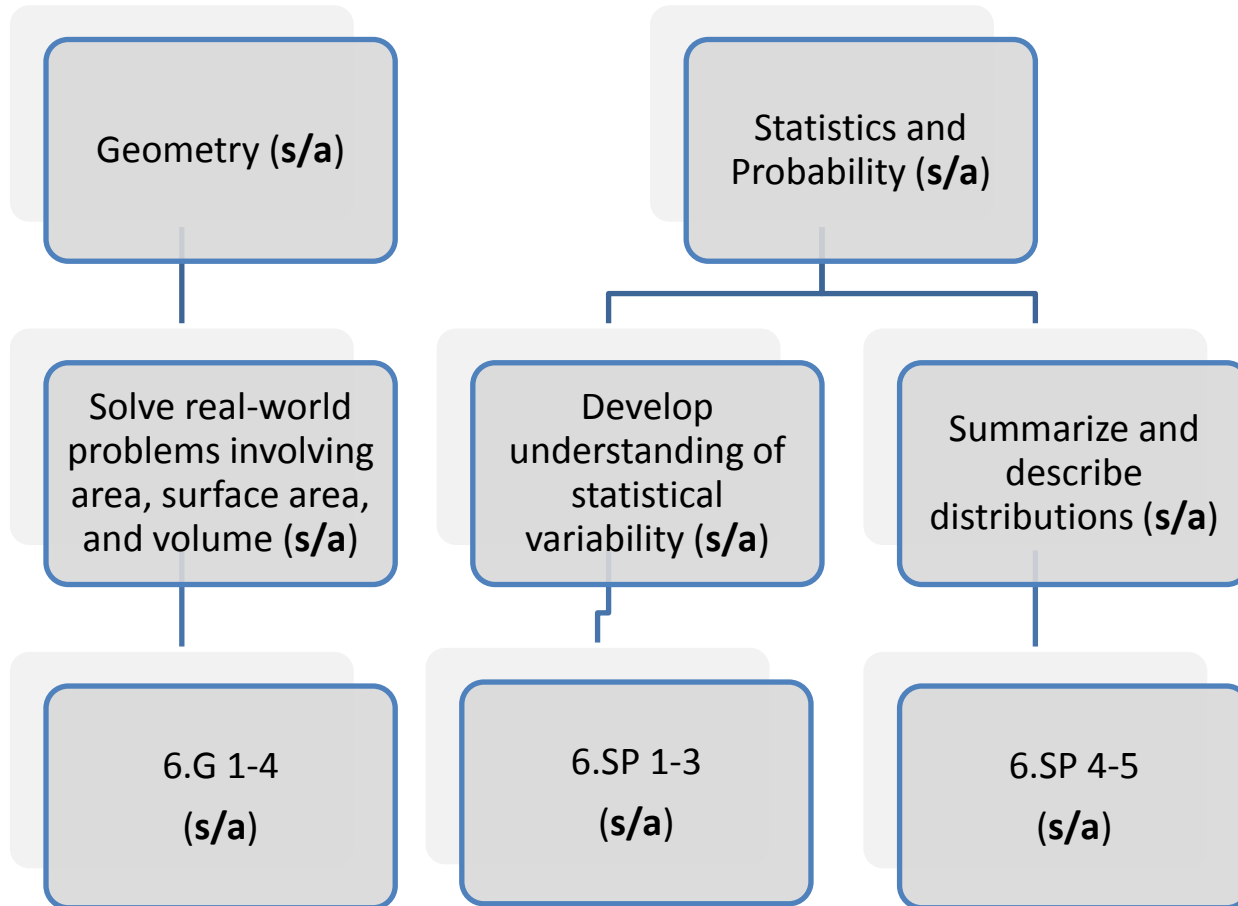 Geometry (s/a)
Statistics and
Probability (s/a)
Solve real-world
problems involving
area, surface area,
and volume (s/a)
Develop
understanding of
statistical
variability (s/a)
Summarize and
describe
distributions (s/a)
6.G 1-4
(s/a)
6.SP 1-3
(s/a)
6.SP 4-5
(s/a)